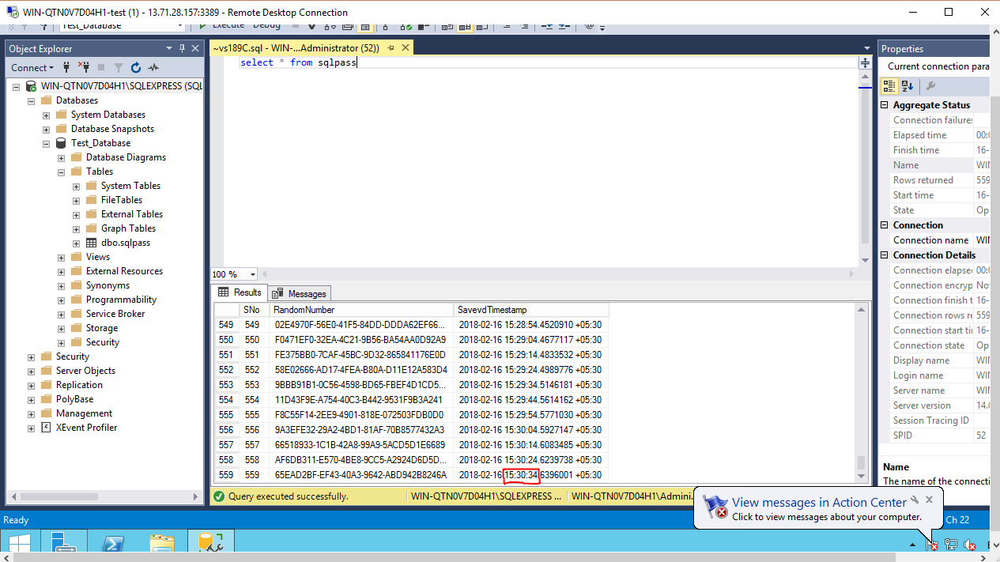 WIN-QTN0V7D04H1-test (1) - 13.71.28.157:3389 - Remote Desktop Connection
Test_Database Execute Debug
Object Explorer
Connect
WIN-QTN0V7D04H1\SQLEXPRESS (SQL
Databases
System Databases
Database Snapshots
Test_Database
Database Diagrams
Tables
System Tables
FileTables
External Tables
Graph Tables
dbo.sqlpass
Views
External Resources
Synonyms
Programmability
Service Broker
Storage
Security
Security
Server Objects
Replication
PolyBase
Management
XEvent Profiler
~vs189C.sql - WIN-...Administrator (52))
select * from sqlpass
100 %
Results Messages
SNo RandomNumber SavevdTimestamp
549 549 02E4970F-56E0-41F5-84DD-DDDA62EF66... 2018-02-16 15:28:54.4520910 +05:30
550 550 F0471EF0-32EA-4C21-9B56-BA54AA0D92A9 2018-02-16 15:29:04.4677117 +05:30
551 551 FE375BB0-7CAF-45BC-9D32-865841176E0D 2018-02-16 15:29:14.4833532 +05:30
552 552 58E02666-AD17-4FEA-B80A-D11E12A583D4 2018-02-16 15:29:24.4989776 +05:30
553 553 9BBB91B1-0C56-4598-BD65-FBEF4D1CD5... 2018-02-16 15:29:34.5146181 +05:30
554 554 11D43F9E-A754-40C3-B442-9531F9B3A241 2018-02-16 15:29:44.5614162 +05:30
555 555 F8C55F14-2EE9-4901-818E-072503FDB0D0 2018-02-16 15:29:54.5771030 +05:30
556 556 9A3EFE32-29A2-4BD1-81AF-70B8577432A3 2018-02-16 15:30:04.5927147 +05:30
557 557 66518933-1C1B-42A8-99A9-5ACD5D1E6689 2018-02-16 15:30:14.6083485 +05:30
558 558 AF6DB311-E570-4BE8-9CC5-A2924D6D5D... 2018-02-16 15:30:24.6239738 +05:30
559 559 65EAD2BF-EF43-40A3-9642-ABD942B8246A 2018-02-16 15:30:34.6396001 +05:30
Query executed successfully. WIN-QTN0V7D04H1\SQLEXPRESS ... WIN-QTN0V7D04H1\Admini.
Properties
Current connection para
Aggregate Status
Connection failures
Elapsed time 00:0
Finish time 16-
Name WIN
Rows returned 559
Start time 16-
State Op
Connection
Connection name WIN
Connection Details
Connection elapse 00:0
Connection encryp No
Connection finish t 16-
Connection rows re 559
Connection start ti 16-
Connection state Op
Display name WIN
Login name WIN
Server name WIN
Server version 14.0
Session Tracing ID
SPID 52
Name
The name of the connecti
View messages in Action Center
Click to view messages about your computer.
Ready Ch 22